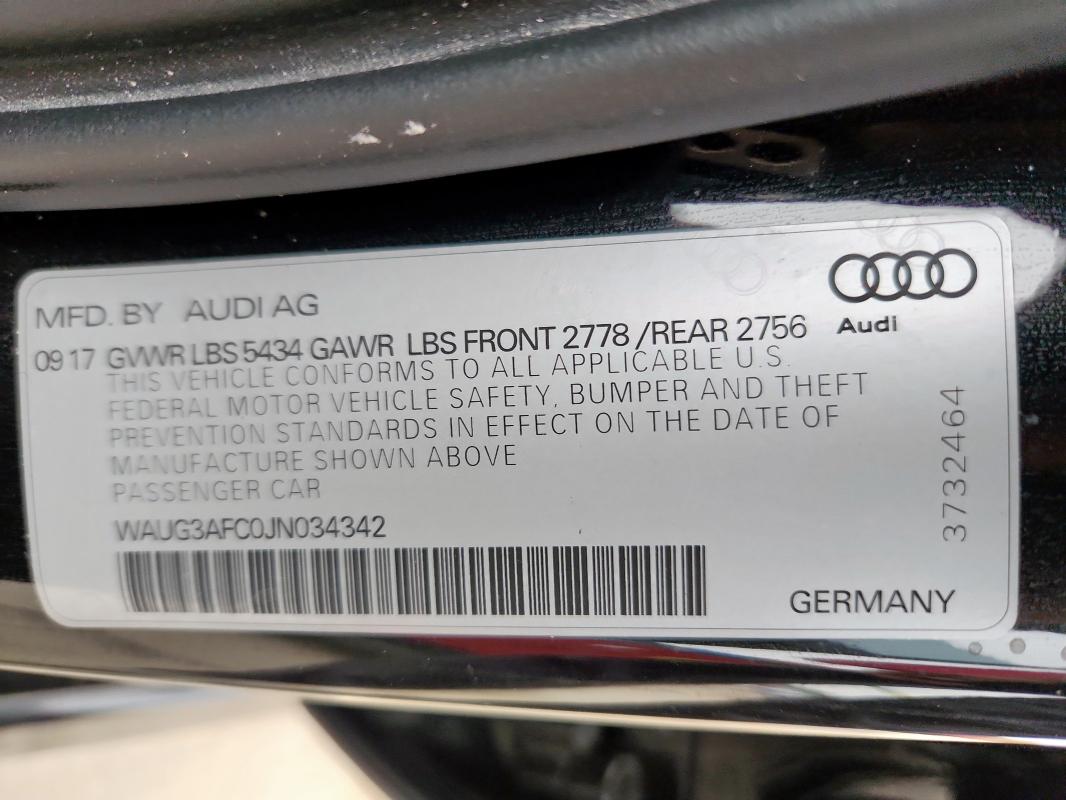 MFD. BY AUDI AG
Audi
09 17 GVWR LBS 5434 GAWR LBS FRONT 2778 /REAR 2756
THIS VEHICLE CONFORMS TO ALL APPLICABLE U.S.
FEDERAL MOTOR VEHICLE SAFETY, BUMPER AND THEFT
PREVENTION STANDARDS IN EFFECT ON THE DATE OF
MANUFACTURE SHOWN ABOVE
PASSENGER CAR
WAUG3AFC0JN034342
GERMANY
3732464